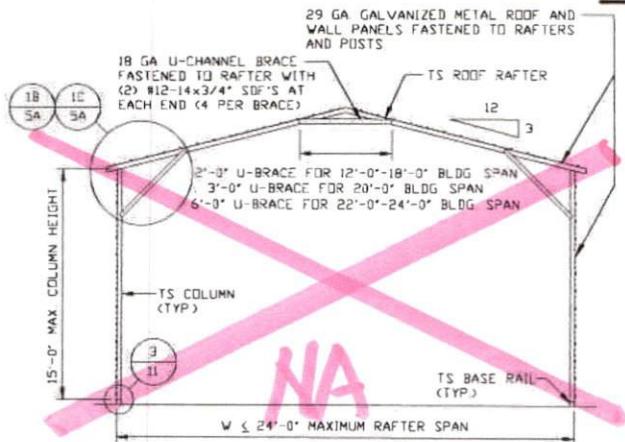 29 GA. GALVANIZED METAL ROOF AND
WALL PANELS FASTENED TO RAFTERS
AND POSTS
18 GA U-CHANNEL BRACE
FASTENED TO RAFTER WITH
(2) #12-14x3/4" SDF'S AT
EACH END (4 PER BRACE)
TS ROOF RAFTER
1B
5A
1C
5A
12
3
2'-0" U-BRACE FOR 12'-0"-18'-0" BLDG SPAN
3'-0" U-BRACE FOR 20'-0" BLDG SPAN
6'-0" U-BRACE FOR 22'-0"-24'-0" BLDG SPAN
15'-0" MAX COLUMN HEIGHT
TS COLUMN
(TYP.)
3
11
NA
TS BASE RAIL
(TYP.)
W ≤ 24'-0" MAXIMUM RAFTER SPAN